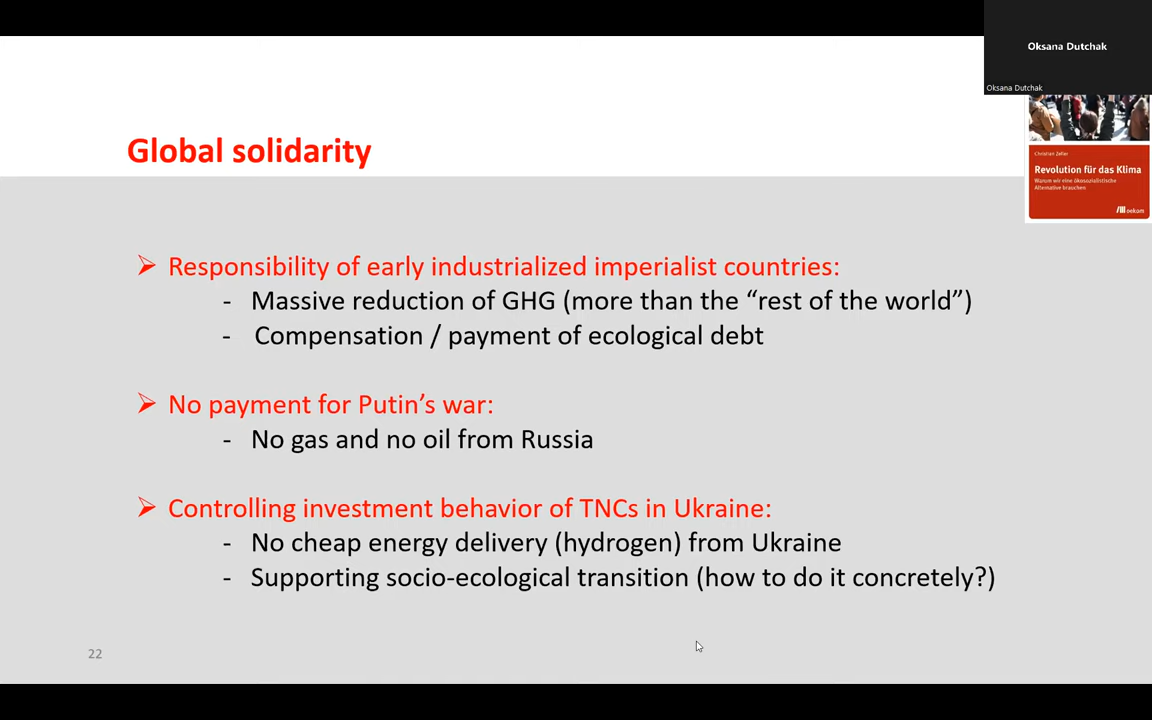 Oksana Dutchak
Oksana Dutchak
Global solidarity
Christian Zeller
Revolution für das Klima
Warum wir eine ökosozialistische
Alternative brauchen
oekom
➢ Responsibility of early industrialized imperialist countries:
- Massive reduction of GHG (more than the “rest of the world”)
- Compensation / payment of ecological debt
➢ No payment for Putin’s war:
- No gas and no oil from Russia
➢ Controlling investment behavior of TNCs in Ukraine:
- No cheap energy delivery (hydrogen) from Ukraine
- Supporting socio-ecological transition (how to do it concretely?)
22